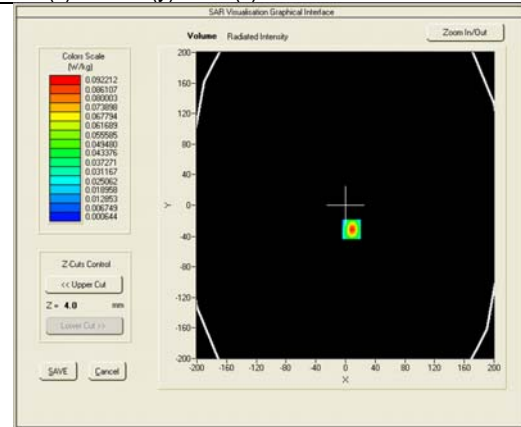 SAR Visualisation Graphical Interface
Volume Radiated Intensity
Zoom In/Out
Colors Scale
(W/kg)
0.092212
0.086107
0.080003
0.073898
0.067794
0.061689
0.055585
0.049480
0.043376
0.037271
0.031167
0.025062
0.018958
0.012853
0.006749
0.000644
Z-Cuts Control
<< Upper Cut
Z = 4.0 mm
Lower Cut >>
SAVE Cancel
200
160
120
80
40
0
-40
-80
-120
-160
-200
Y
-200 -160 -120 -80 -40 0 40 80 120 160 200
X